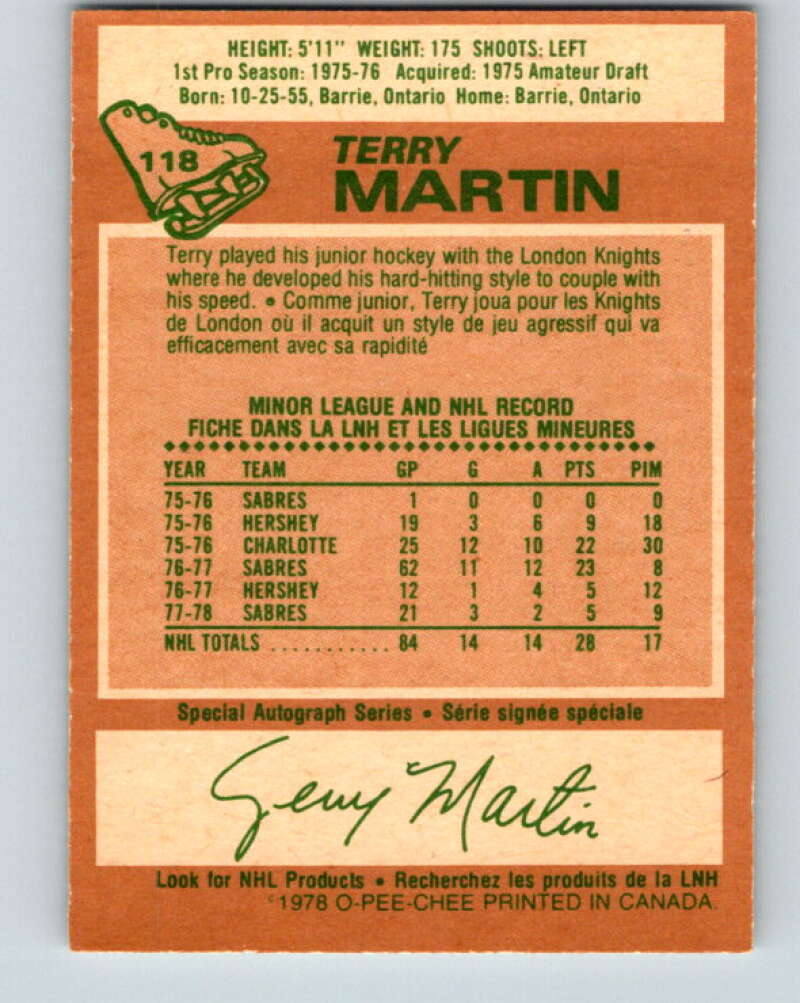 HEIGHT: 5'11" WEIGHT: 175 SHOOTS: LEFT
1st Pro Season: 1975-76 Acquired: 1975 Amateur Draft
Born: 10-25-55, Barrie, Ontario Home: Barrie, Ontario
118
TERRY
MARTIN
Terry played his junior hockey with the London Knights
where he developed his hard-hitting style to couple with
his speed. • Comme junior, Terry joua pour les Knights
de London où il acquit un style de jeu agressif qui va
efficacement avec sa rapidité
MINOR LEAGUE AND NHL RECORD
FICHE DANS LA LNH ET LES LIGUES MINEURES
YEAR TEAM GP G A PTS PIM
75-76 SABRES 1 0 0 0 0
75-76 HERSHEY 19 3 6 9 18
75-76 CHARLOTTE 25 12 10 22 30
76-77 SABRES 62 11 12 23 8
76-77 HERSHEY 12 1 4 5 12
77-78 SABRES 21 3 2 5 9
NHL TOTALS ........... 84 14 14 28 17
Special Autograph Series • Série signée spéciale
Terry Martin
Look for NHL Products • Recherchez les produits de la LNH
©1978 O-PEE-CHEE PRINTED IN CANADA.